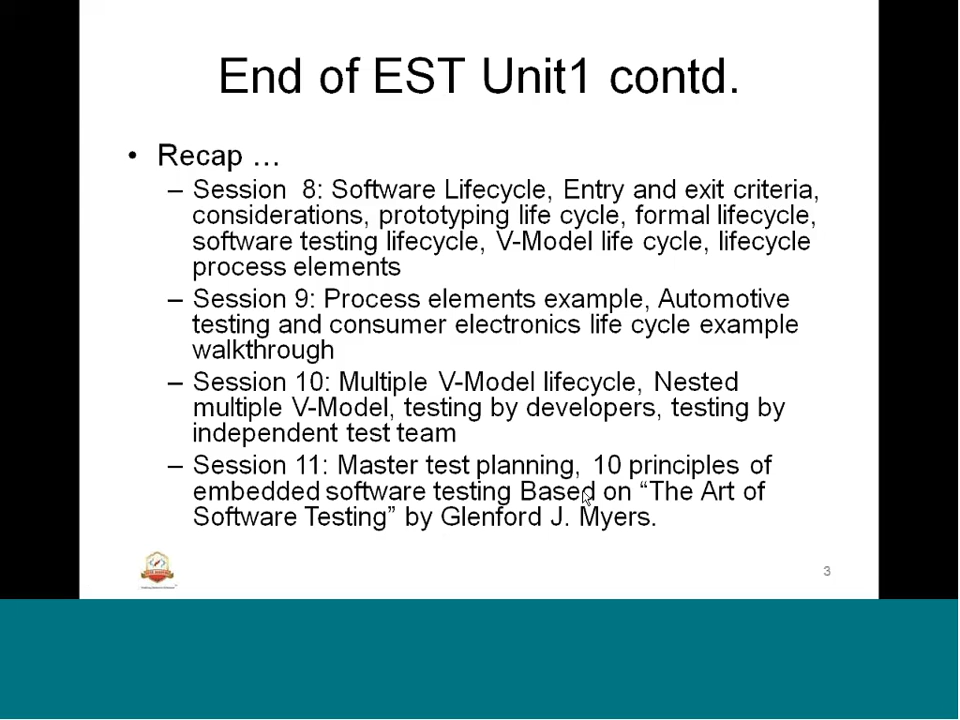 End of EST Unit1 contd.
• Recap …
– Session 8: Software Lifecycle, Entry and exit criteria,
considerations, prototyping life cycle, formal lifecycle,
software testing lifecycle, V-Model life cycle, lifecycle
process elements
– Session 9: Process elements example, Automotive
testing and consumer electronics life cycle example
walkthrough
– Session 10: Multiple V-Model lifecycle, Nested
multiple V-Model, testing by developers, testing by
independent test team
– Session 11: Master test planning, 10 principles of
embedded software testing Based on “The Art of
Software Testing” by Glenford J. Myers.
3